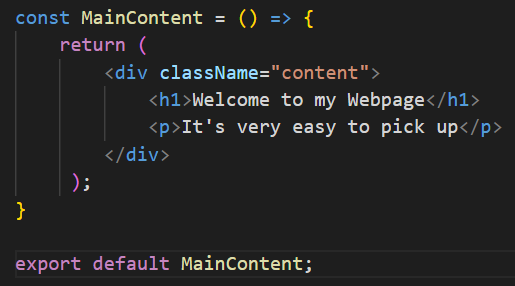 const MainContent = () => {
    return (
        <div className="content">
            <h1>Welcome to my Webpage</h1>
            <p>It's very easy to pick up</p>
        </div>
     );
}
export default MainContent;